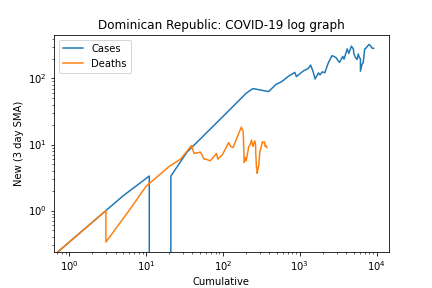 Dominican Republic: COVID-19 log graph
Cases
Deaths
New (3 day SMA)
10²
10¹
10⁰
10⁰ 10¹ 10² 10³ 10⁴
Cumulative